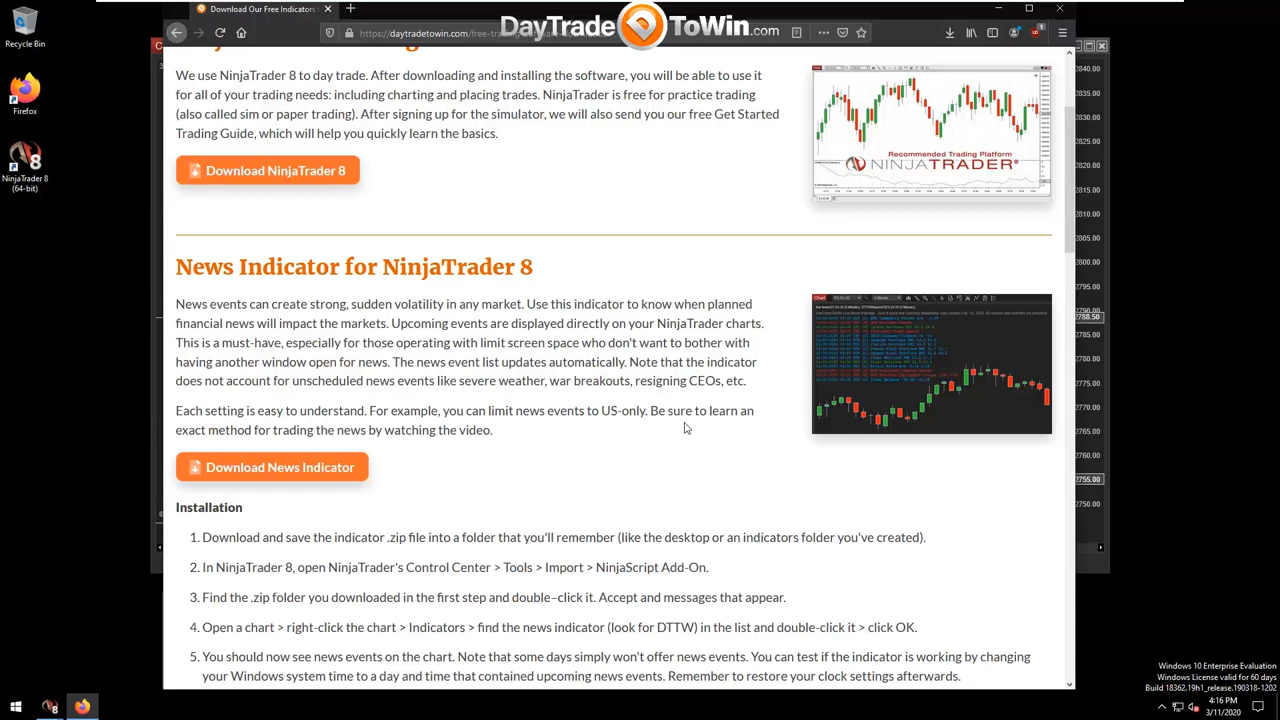 Recycle Bin
Firefox
NinjaTrader 8
(64-bit)
Download Our Free Indicators
DayTradeToWin.com
https://daytradetowin.com/free-trading-software
1
We use NinjaTrader 8 to day trade. After downloading and installing the software, you will be able to use it
for all of your trading needs: including charting and placing trades. NinjaTrader is free for practice trading
(also called sim or paper trading). After signing up for the simulator, we will also send you our free Get Started
Trading Guide, which will help you quickly learn the basics.
Download NinjaTrader 8
Recommended Trading Platform
NINJATRADER®
News Indicator for NinjaTrader 8
News events can create strong, sudden volatility in any market. Use this indicator to know when planned
financial news will impact the markets. Upcoming events are displayed directly on your NinjaTrader charts.
This is a must-have, especially for those operating with limit screen space who don't want to bother with
having another window open for news. The news event list updates automatically. Note that the indicator
does not account for unscheduled news events like severe weather, war breakouts, resigning CEOs, etc.
Each setting is easy to understand. For example, you can limit news events to US-only. Be sure to learn an
exact method for trading the news by watching the video.
Chart
Download News Indicator
Installation
1. Download and save the indicator .zip file into a folder that you'll remember (like the desktop or an indicators folder you've created).
2. In NinjaTrader 8, open NinjaTrader's Control Center > Tools > Import > NinjaScript Add-On.
3. Find the .zip folder you downloaded in the first step and double–click it. Accept and messages that appear.
4. Open a chart > right-click the chart > Indicators > find the news indicator (look for DTTW) in the list and double-click it > click OK.
5. You should now see news events on the chart. Note that some days simply won't offer news events. You can test if the indicator is working by changing
your Windows system time to a day and time that contained upcoming news events. Remember to restore your clock settings afterwards.
2840.00
2835.00
2830.00
2825.00
2820.00
2815.00
2810.00
2805.00
2800.00
2795.00
2790.00
2788.50
2780.00
2775.00
2770.00
2765.00
2760.00
2755.00
2750.00
Windows 10 Enterprise Evaluation
Windows License valid for 60 days
Build 18362.19h1_release.190318-1202
4:16 PM
3/11/2020